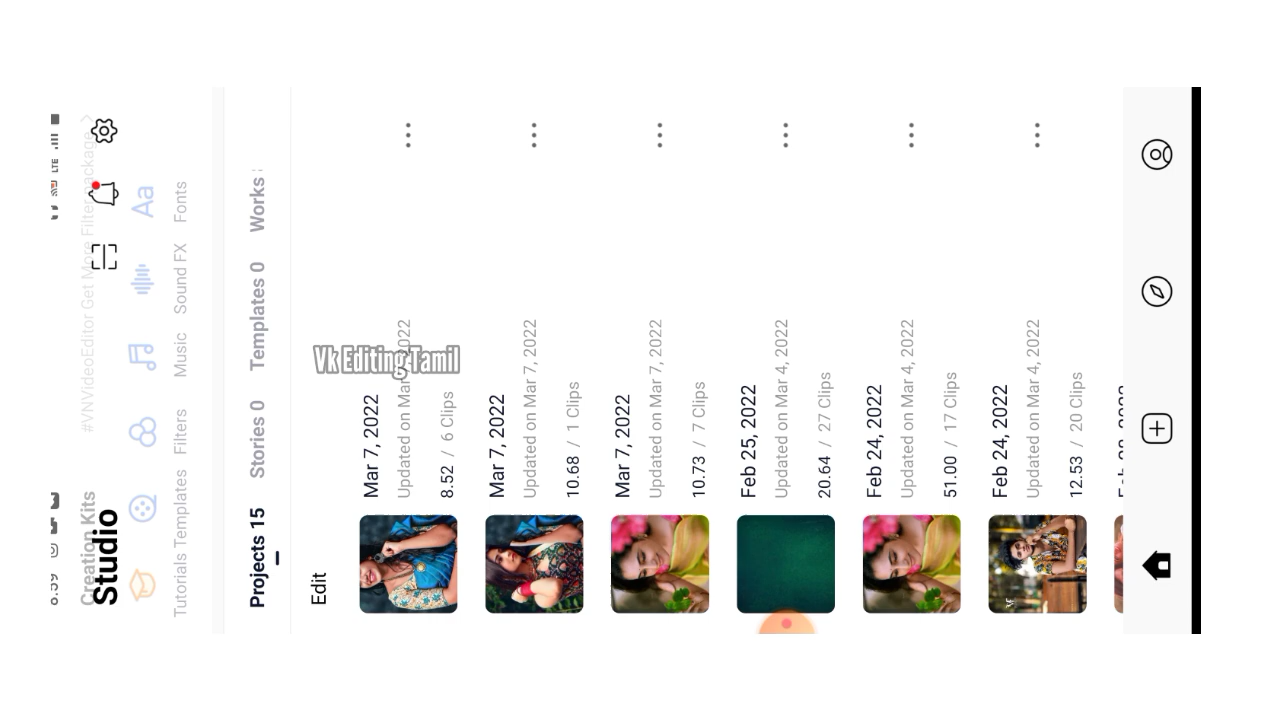 LTE
Creation Kits
#VNVideoEditor Get More Filter package >
Studio
Tutorials
Templates
Filters
Music
Sound FX
Aa
Fonts
Projects 15
Stories 0
Templates 0
Works
Edit
Vk Editing Tamil
Mar 7, 2022
Updated on Mar 7, 2022
8.52 / 6 Clips
Mar 7, 2022
Updated on Mar 7, 2022
10.68 / 1 Clips
Mar 7, 2022
Updated on Mar 7, 2022
10.73 / 7 Clips
Feb 25, 2022
Updated on Mar 4, 2022
20.64 / 27 Clips
Feb 24, 2022
Updated on Mar 4, 2022
51.00 / 17 Clips
Feb 24, 2022
Updated on Mar 4, 2022
12.53 / 20 Clips